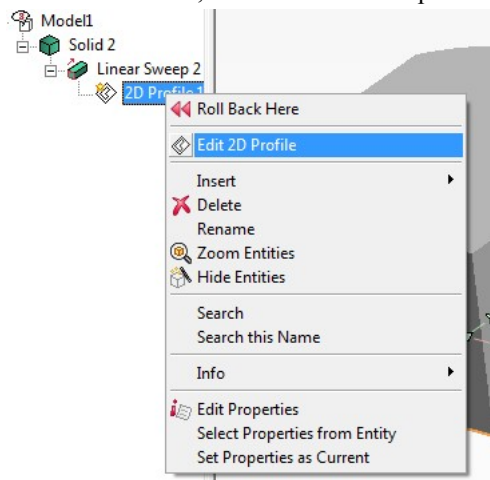 Model1
Solid 2
Linear Sweep 2
2D Profile 1
Roll Back Here
Edit 2D Profile
Insert
Delete
Rename
Zoom Entities
Hide Entities
Search
Search this Name
Info
Edit Properties
Select Properties from Entity
Set Properties as Current